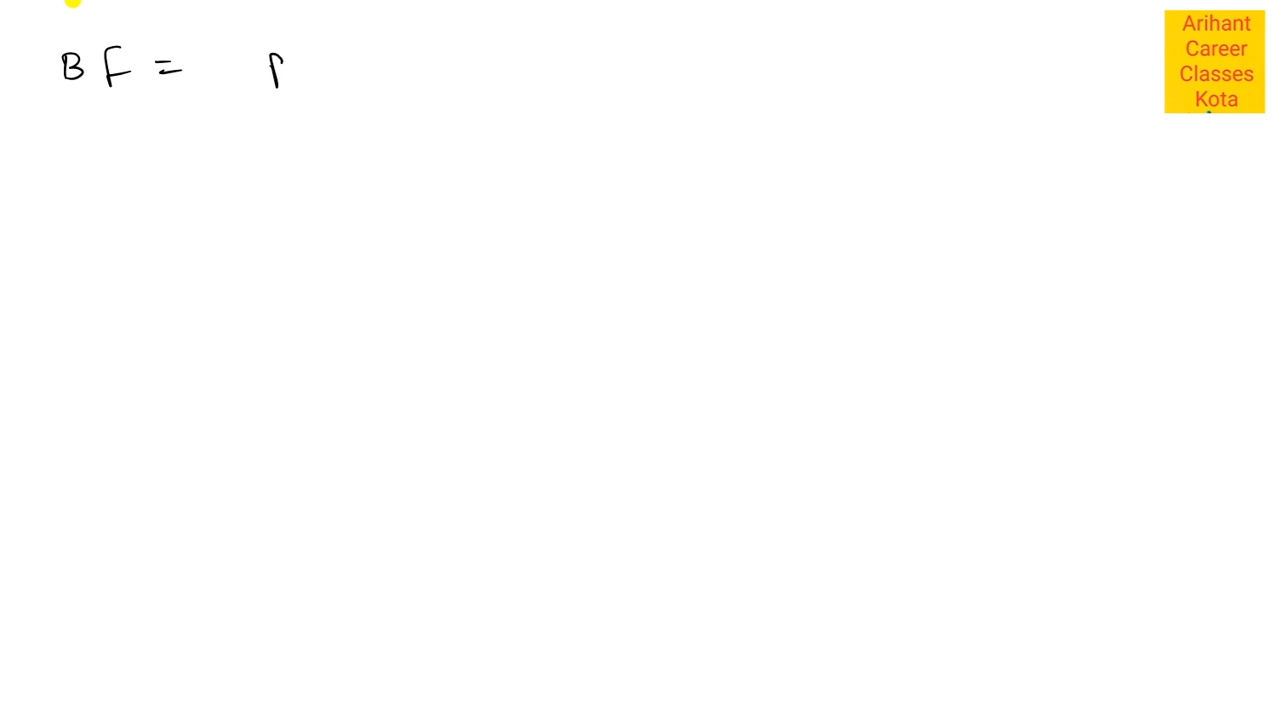 BF =
Arihant
Career
Classes
Kota